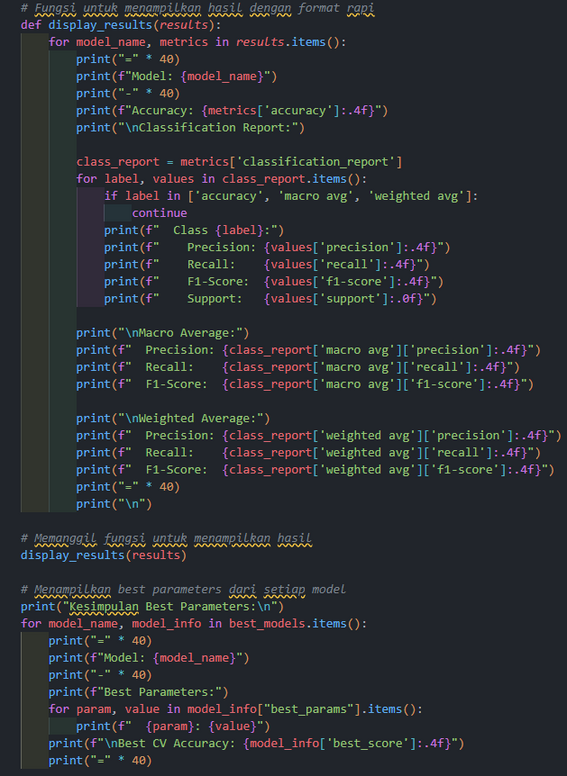 # Fungsi untuk menampilkan hasil dengan format rapi
def display_results(results):
    for model_name, metrics in results.items():
        print("=" * 40)
        print(f"Model: {model_name}")
        print("-" * 40)
        print(f"Accuracy: {metrics['accuracy']:.4f}")
        print("\nClassification Report:")

        class_report = metrics['classification_report']
        for label, values in class_report.items():
            if label in ['accuracy', 'macro avg', 'weighted avg']:
                continue
            print(f"  Class {label}:")
            print(f"    Precision: {values['precision']:.4f}")
            print(f"    Recall:    {values['recall']:.4f}")
            print(f"    F1-Score:  {values['f1-score']:.4f}")
            print(f"    Support:   {values['support']:.0f}")

        print("\nMacro Average:")
        print(f"  Precision: {class_report['macro avg']['precision']:.4f}")
        print(f"  Recall:    {class_report['macro avg']['recall']:.4f}")
        print(f"  F1-Score:  {class_report['macro avg']['f1-score']:.4f}")

        print("\nWeighted Average:")
        print(f"  Precision: {class_report['weighted avg']['precision']:.4f}")
        print(f"  Recall:    {class_report['weighted avg']['recall']:.4f}")
        print(f"  F1-Score:  {class_report['weighted avg']['f1-score']:.4f}")
        print("=" * 40)
        print("\n")

# Memanggil fungsi untuk menampilkan hasil
display_results(results)

# Menampilkan best parameters dari setiap model
print("Kesimpulan Best Parameters:\n")
for model_name, model_info in best_models.items():
    print("=" * 40)
    print(f"Model: {model_name}")
    print("-" * 40)
    print(f"Best Parameters:")
    for param, value in model_info["best_params"].items():
        print(f"  {param}: {value}")
    print(f"\nBest CV Accuracy: {model_info['best_score']:.4f}")
    print("=" * 40)